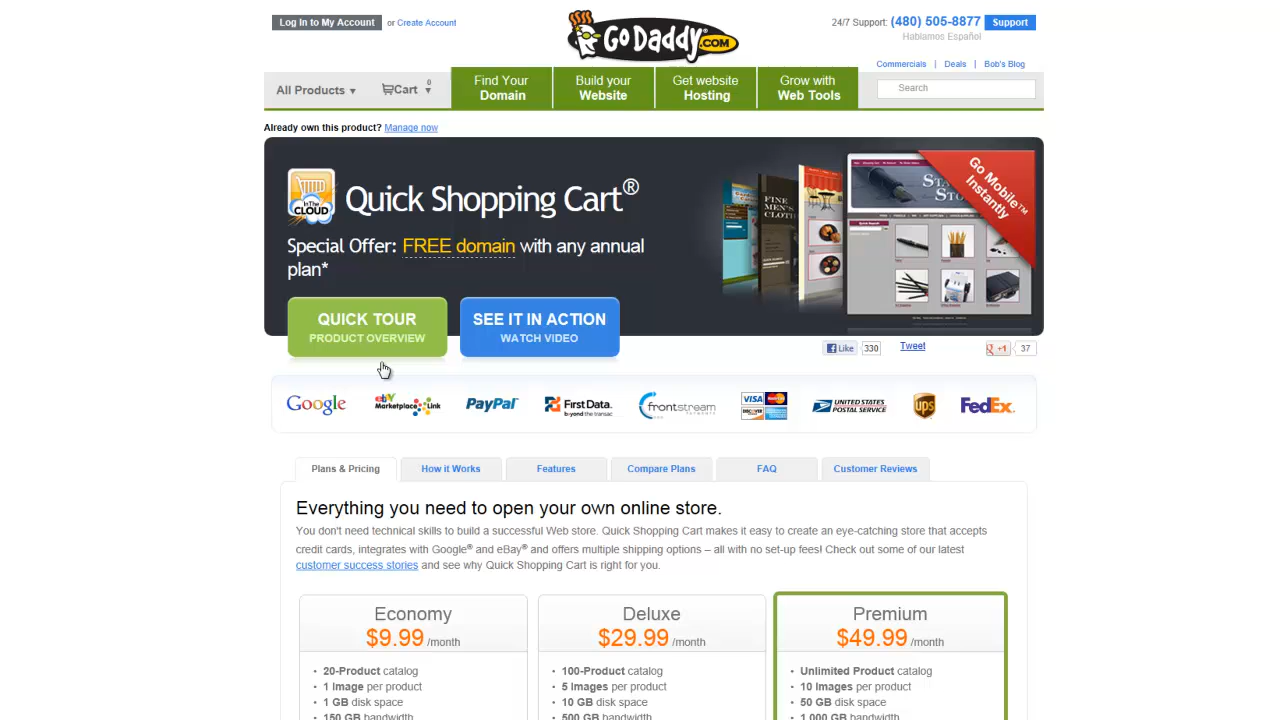 Log In to My Account or Create Account
GoDaddy.COM
24/7 Support: (480) 505-8877 Support
Hablamos Español
Commercials | Deals | Bob's Blog
All Products ▼
Cart 0 ▼
Find Your Domain
Build your Website
Get website Hosting
Grow with Web Tools
Search
Already own this product? Manage now
IN THE CLOUD
Quick Shopping Cart®
Special Offer: FREE domain with any annual
plan*
Go Mobile™
Instantly
FINE
MEN'S
QUICK TOUR
PRODUCT OVERVIEW
SEE IT IN ACTION
WATCH VIDEO
Like 330
Tweet
+1 37
Google
ebay Marketplace Link
PayPal
First Data.
beyond the transac
frontstream
VISA MasterCard DISCOVER
UNITED STATES POSTAL SERVICE
ups
FedEx.
Plans & Pricing
How it Works
Features
Compare Plans
FAQ
Customer Reviews
Everything you need to open your own online store.
You don't need technical skills to build a successful Web store. Quick Shopping Cart makes it easy to create an eye-catching store that accepts
credit cards, integrates with Google® and eBay® and offers multiple shipping options – all with no set-up fees! Check out some of our latest
customer success stories and see why Quick Shopping Cart is right for you.
Economy
$9.99 /month
• 20-Product catalog
• 1 Image per product
• 1 GB disk space
150 GB bandwidth
Deluxe
$29.99 /month
• 100-Product catalog
• 5 Images per product
• 10 GB disk space
500 GB bandwidth
Premium
$49.99 /month
• Unlimited Product catalog
• 10 Images per product
• 50 GB disk space
1,000 GB bandwidth